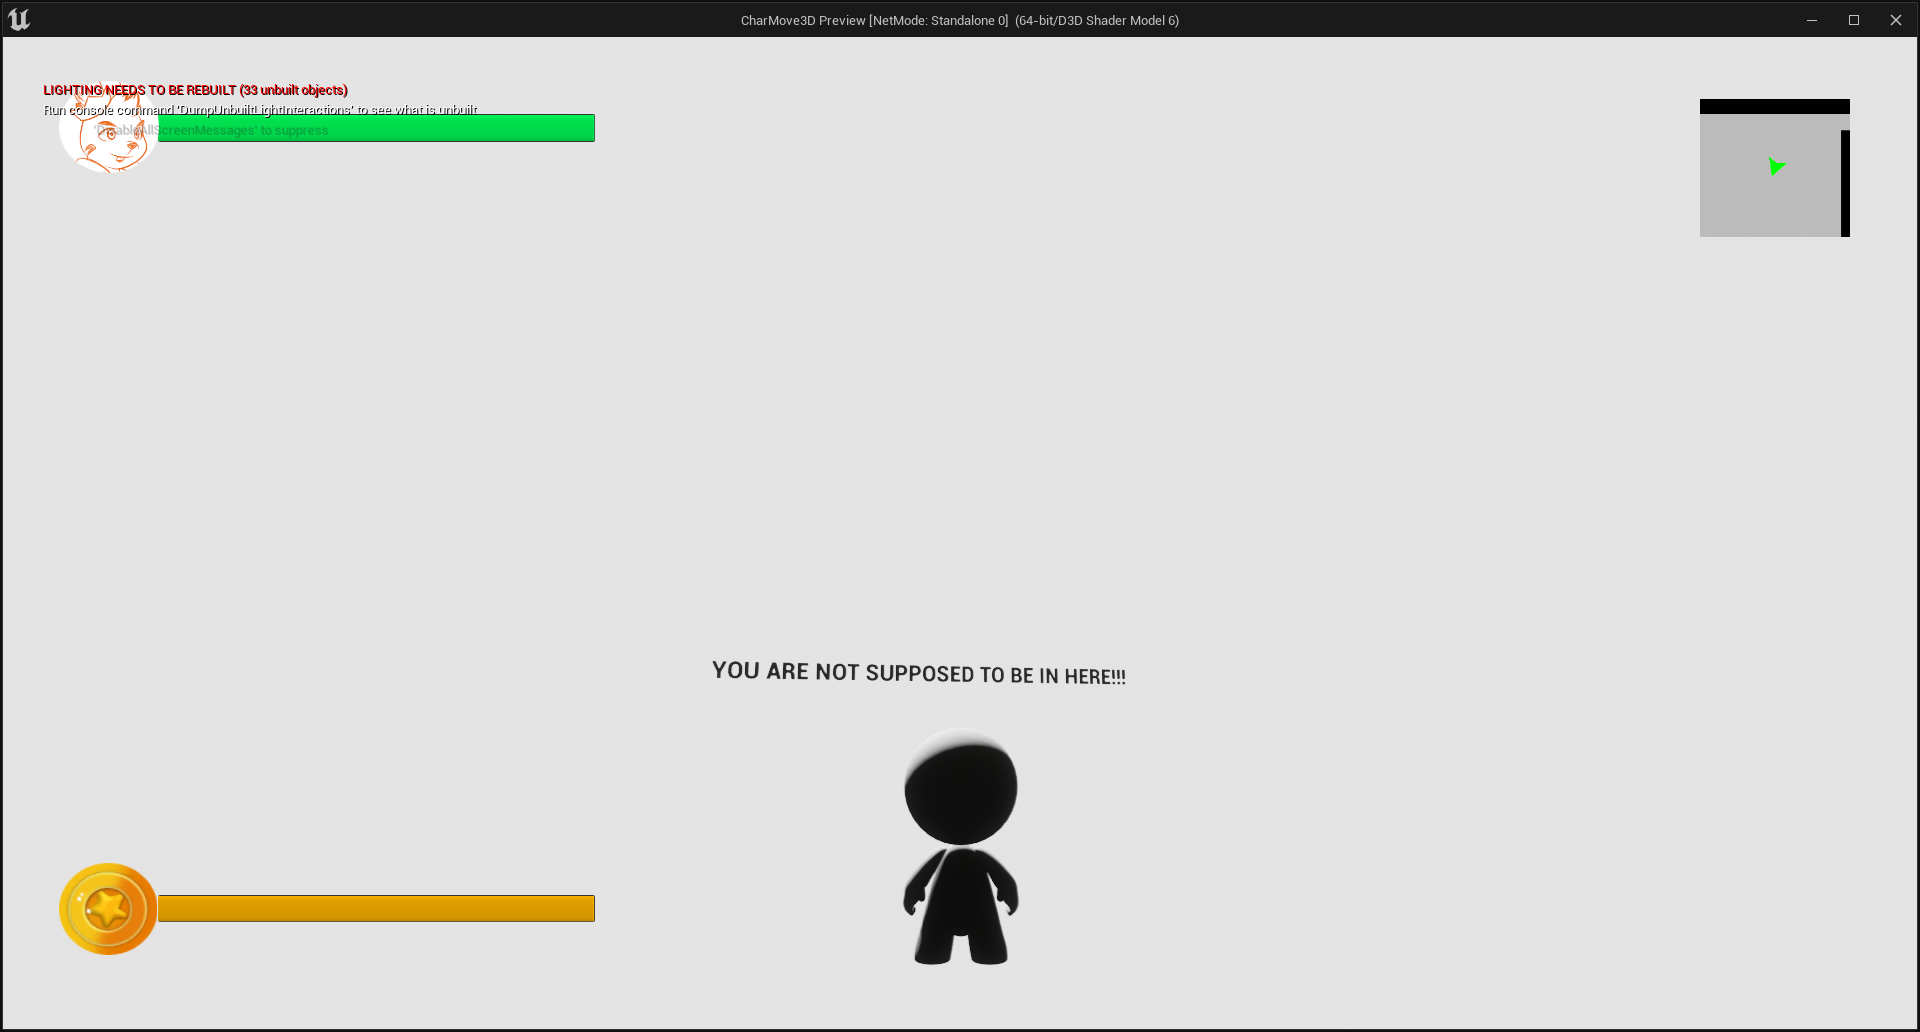 CharMove3D Preview [NetMode: Standalone 0] (64-bit/D3D Shader Model 6)
LIGHTING NEEDS TO BE REBUILT (33 unbuilt objects)
Run console command 'DumpUnbuiltLightInteractions' to see what is unbuilt
'DisableAllScreenMessages' to suppress
YOU ARE NOT SUPPOSED TO BE IN HERE!!!